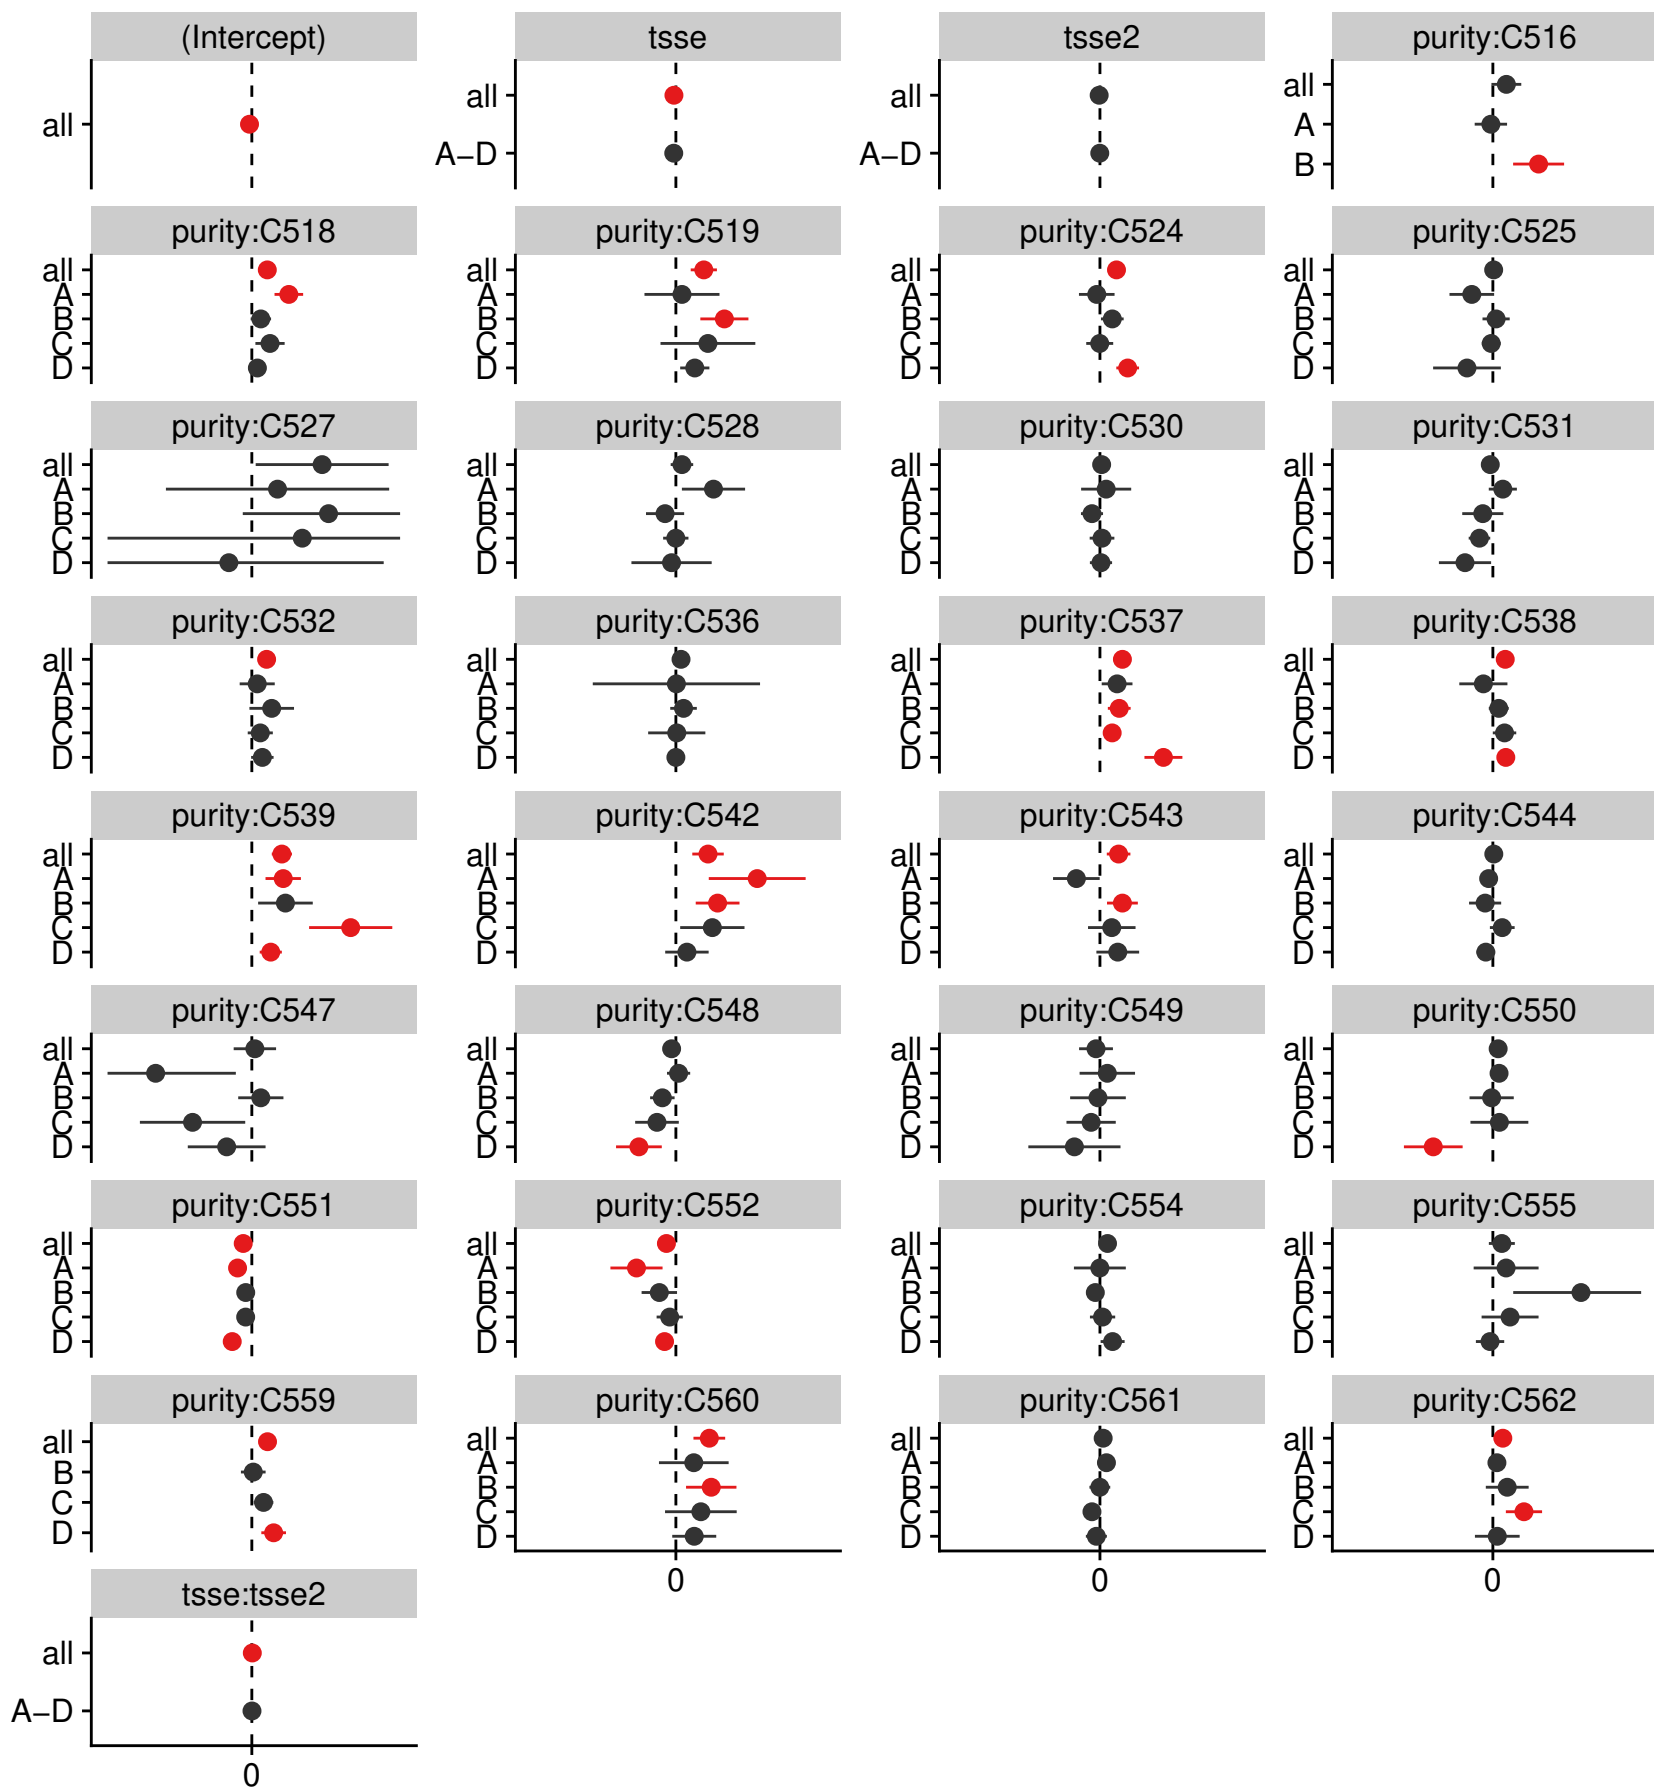 (Intercept) tsse tsse2 purity:C516
all
all
A−D
all
A−D
all
A
B
purity:C518 purity:C519 purity:C524 purity:C525
all
A
B
C
D
all
A
B
C
D
all
A
B
C
D
all
A
B
C
D
purity:C527 purity:C528 purity:C530 purity:C531
all
A
B
C
D
all
A
B
C
D
all
A
B
C
D
all
A
B
C
D
purity:C532 purity:C536 purity:C537 purity:C538
all
A
B
C
D
all
A
B
C
D
all
A
B
C
D
all
A
B
C
D
purity:C539 purity:C542 purity:C543 purity:C544
all
A
B
C
D
all
A
B
C
D
all
A
B
C
D
all
A
B
C
D
purity:C547 purity:C548 purity:C549 purity:C550
all
A
B
C
D
all
A
B
C
D
all
A
B
C
D
all
A
B
C
D
purity:C551 purity:C552 purity:C554 purity:C555
all
A
B
C
D
all
A
B
C
D
all
A
B
C
D
all
A
B
C
D
purity:C559 purity:C560 purity:C561 purity:C562
all
B
C
D
all
A
B
C
D
all
A
B
C
D
all
A
B
C
D
0 0 0
tsse:tsse2
all
A−D
0